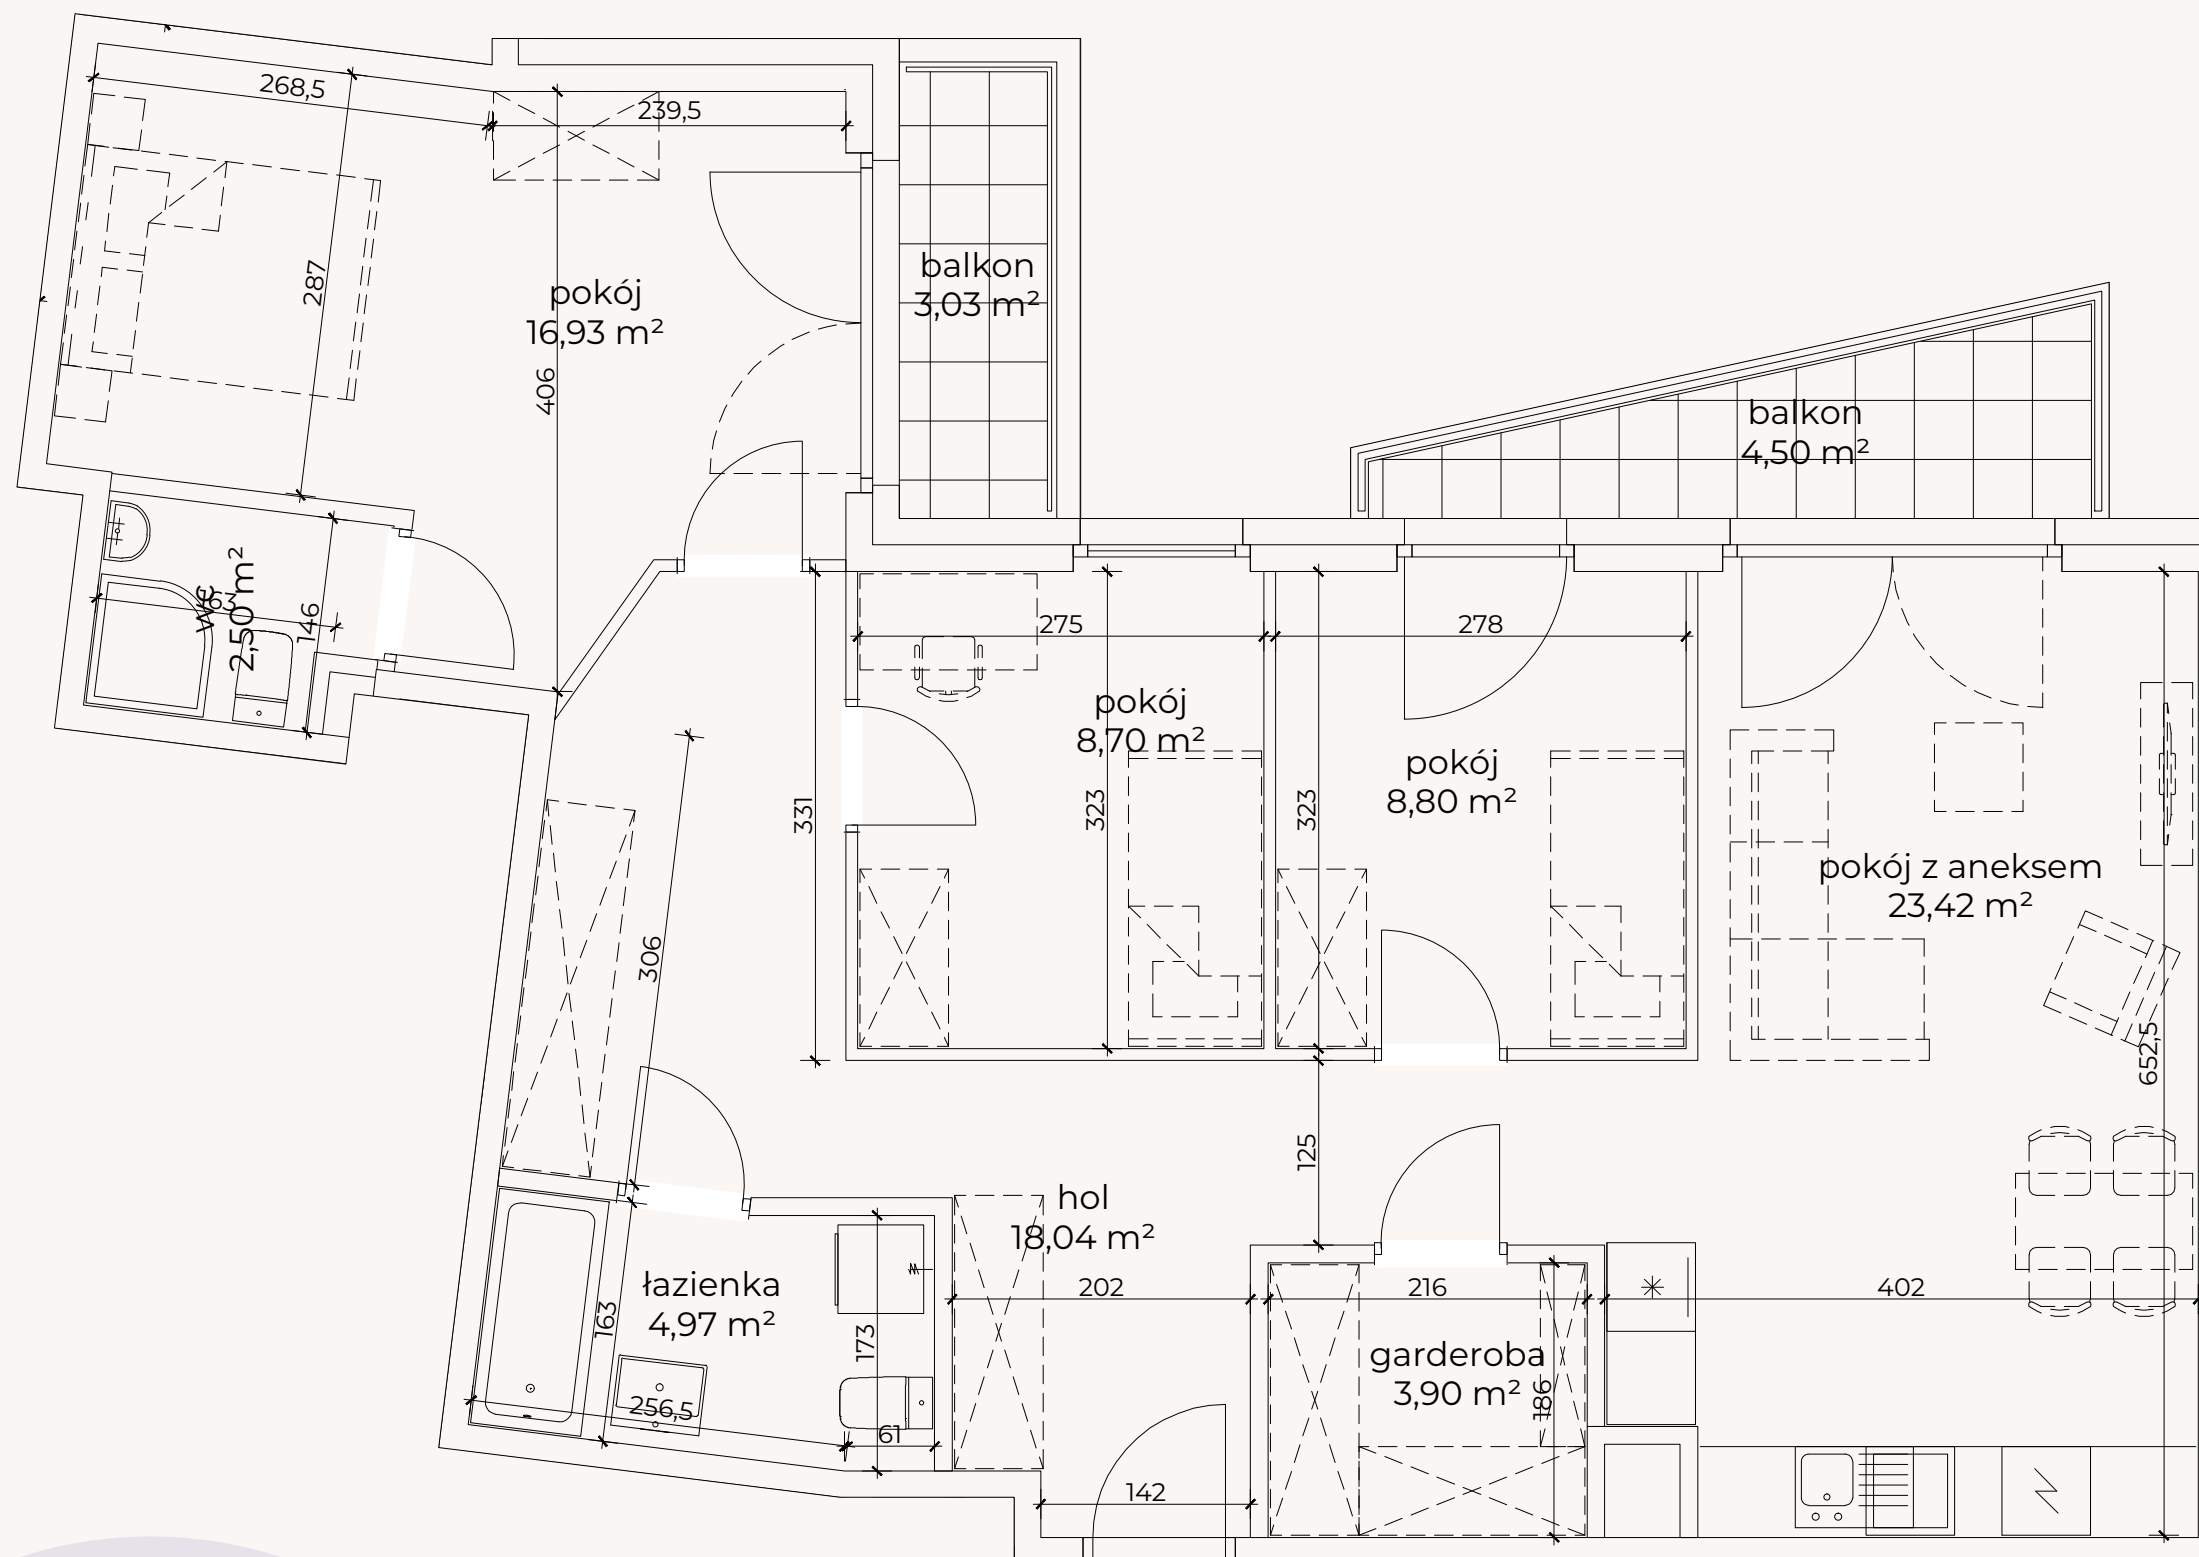 268,5
239,5
287
pokój
16,93 m²
406
balkon
3,03 m²
balkon
4,50 m²
wc
2,50 m²
163
146
275
278
pokój
8,70 m²
pokój
8,80 m²
331
323
323
pokój z aneksem
23,42 m²
306
652,5
125
hol
18,04 m²
łazienka
4,97 m²
163
173
256,5
61
202
216
402
garderoba
3,90 m²
186
142